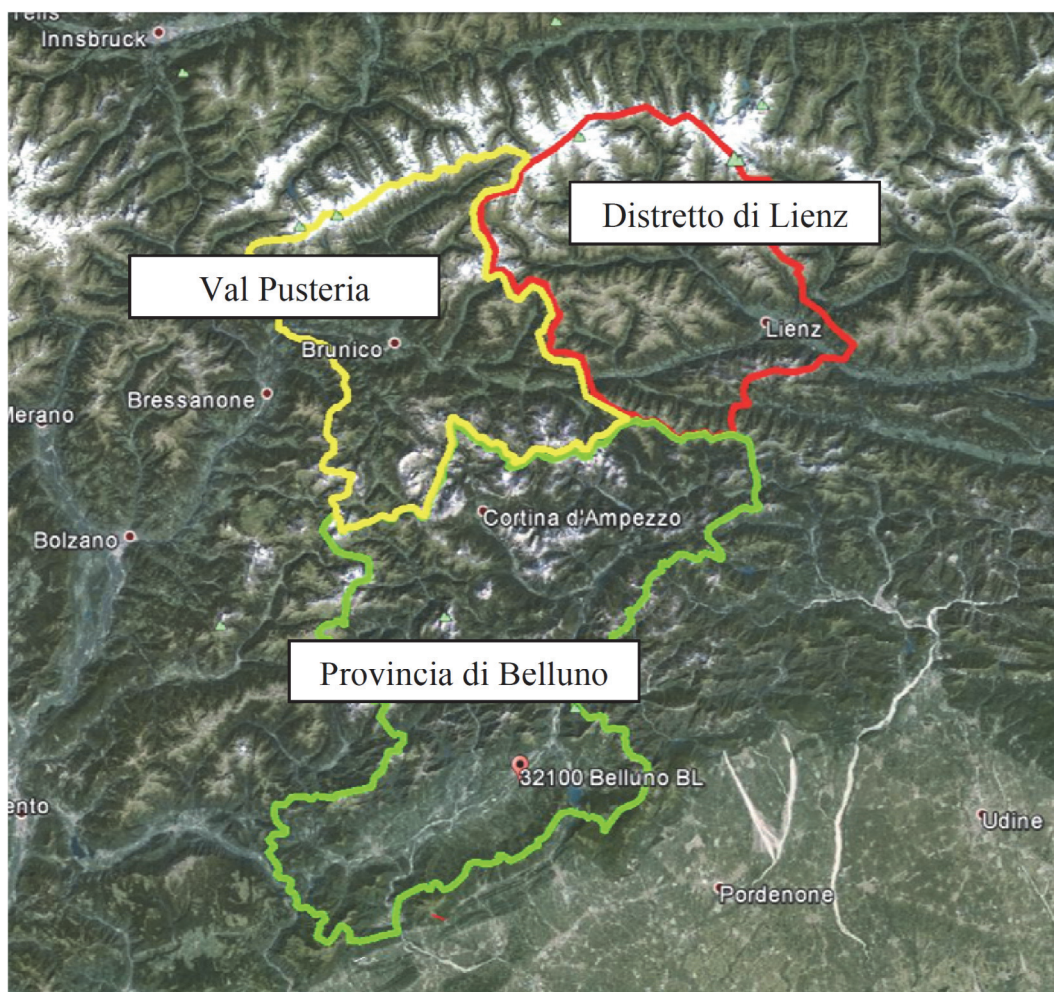 Innsbruck
Distretto di Lienz
Val Pusteria
Lienz
Brunico
Bressanone
Merano
Cortina d'Ampezzo
Bolzano
Provincia di Belluno
32100 Belluno BL
Udine
Pordenone